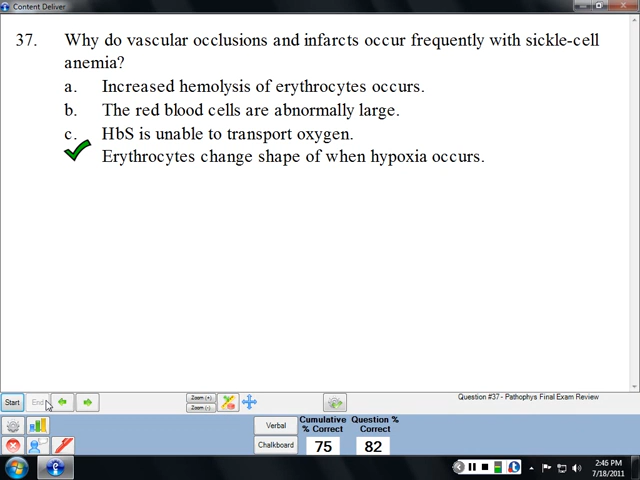 Content Deliver
37. Why do vascular occlusions and infarcts occur frequently with sickle-cell
anemia?
a. Increased hemolysis of erythrocytes occurs.
b. The red blood cells are abnormally large.
c. HbS is unable to transport oxygen.
Erythrocytes change shape of when hypoxia occurs.
Start
End
Zoom (+)
Zoom (-)
Question #37 - Pathophys Final Exam Review
Verbal
Chalkboard
Cumulative
% Correct
75
Question %
Correct
82
2:46 PM
7/18/2011